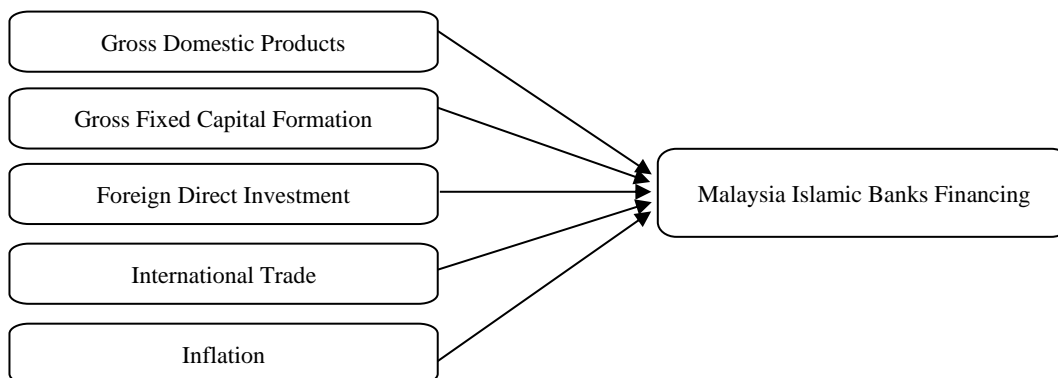 Gross Domestic Products
Gross Fixed Capital Formation
Foreign Direct Investment
International Trade
Inflation
Malaysia Islamic Banks Financing